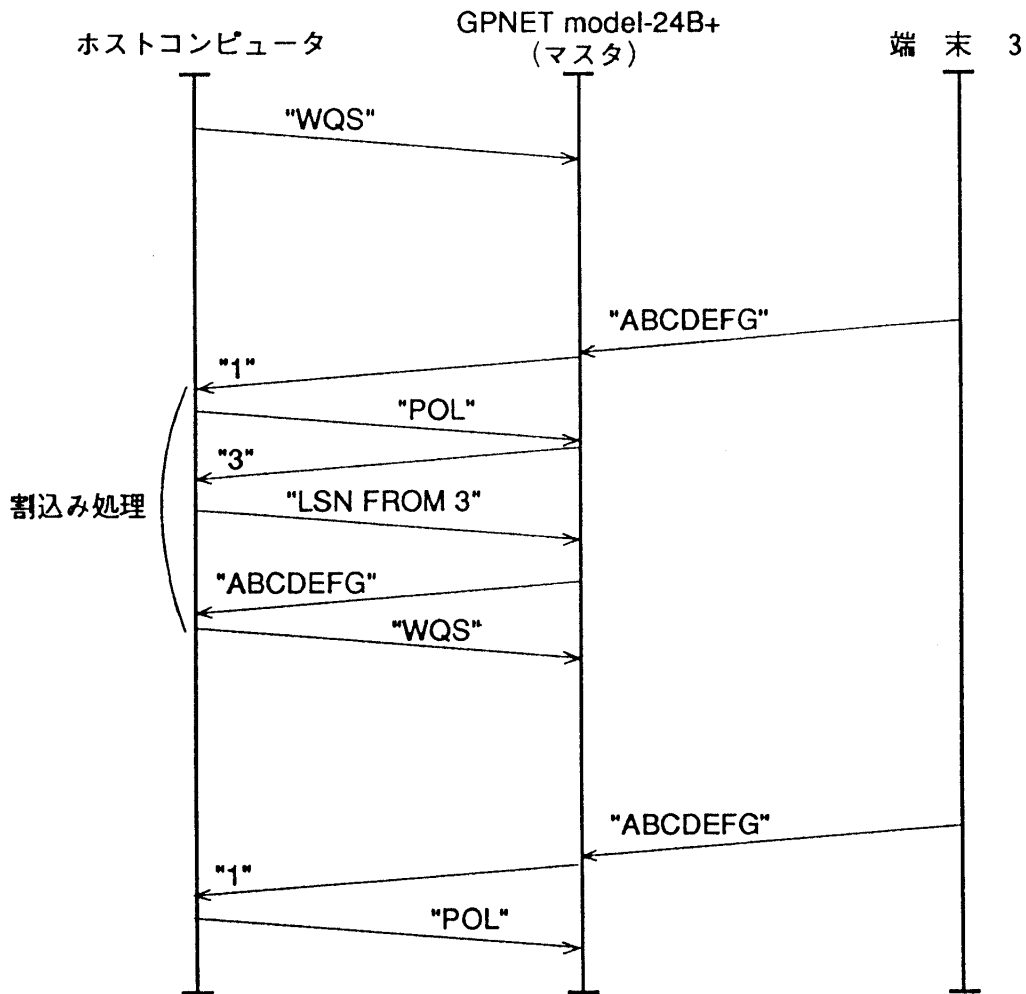 GPNET model-24B+
ホストコンピュータ
(マスタ)
端 末 3
"WQS"
"ABCDEFG"
"1"
"POL"
"3"
割込み処理
"LSN FROM 3"
"ABCDEFG"
"WQS"
"ABCDEFG"
"1"
"POL"